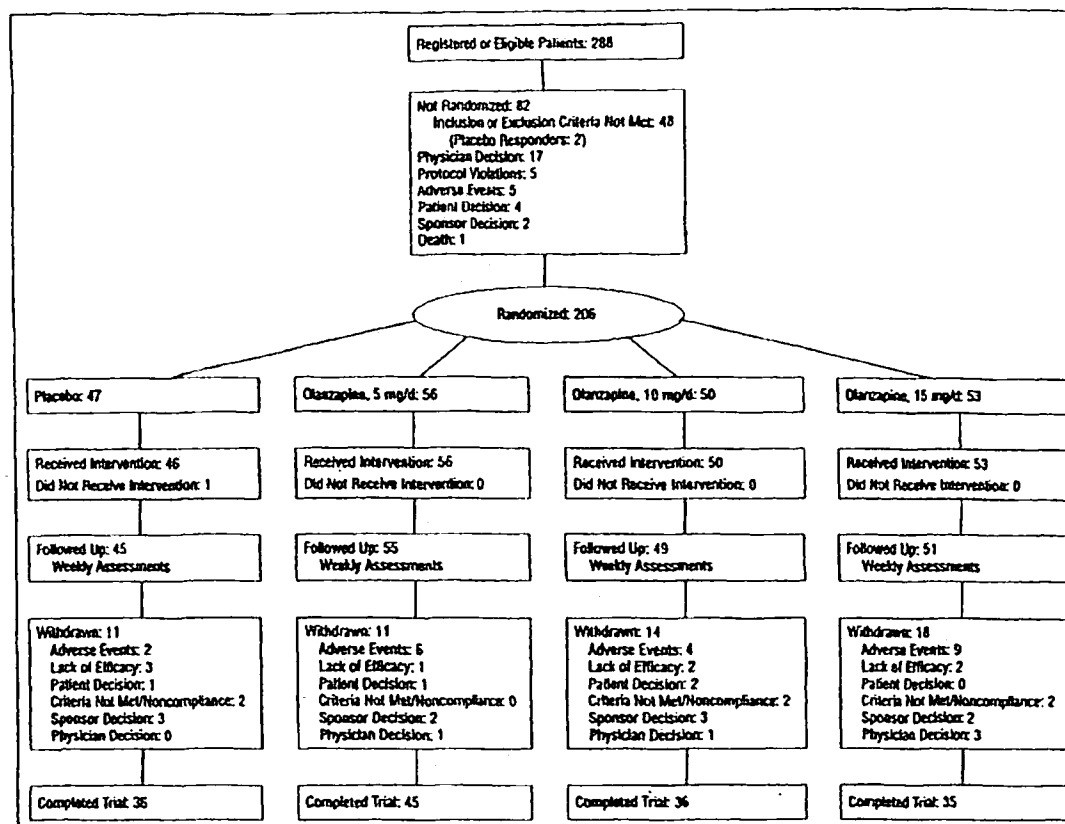 Registered or Eligible Patients: 288
Not Randomized: 82
Inclusion or Exclusion Criteria Not Met: 48
(Placebo Responders: 2)
Physician Decision: 17
Protocol Violations: 5
Adverse Events: 5
Patient Decision: 4
Sponsor Decision: 2
Death: 1
Randomized: 206
Placebo: 47
Olanzapine, 5 mg/d: 56
Olanzapine, 10 mg/d: 50
Olanzapine, 15 mg/d: 53
Received Intervention: 46
Did Not Receive Intervention: 1
Received Intervention: 56
Did Not Receive Intervention: 0
Received Intervention: 50
Did Not Receive Intervention: 0
Received Intervention: 53
Did Not Receive Intervention: 0
Followed Up: 45
Weekly Assessments
Followed Up: 55
Weekly Assessments
Followed Up: 49
Weekly Assessments
Followed Up: 51
Weekly Assessments
Withdrawn: 11
Adverse Events: 2
Lack of Efficacy: 3
Patient Decision: 1
Criteria Not Met/Noncompliance: 2
Sponsor Decision: 3
Physician Decision: 0
Withdrawn: 11
Adverse Events: 6
Lack of Efficacy: 1
Patient Decision: 1
Criteria Not Met/Noncompliance: 0
Sponsor Decision: 2
Physician Decision: 1
Withdrawn: 14
Adverse Events: 4
Lack of Efficacy: 2
Patient Decision: 2
Criteria Not Met/Noncompliance: 2
Sponsor Decision: 3
Physician Decision: 1
Withdrawn: 18
Adverse Events: 9
Lack of Efficacy: 2
Patient Decision: 0
Criteria Not Met/Noncompliance: 2
Sponsor Decision: 2
Physician Decision: 3
Completed Trial:
Completed Trial: 45
Completed Trial: 36
Completed Trial: 35